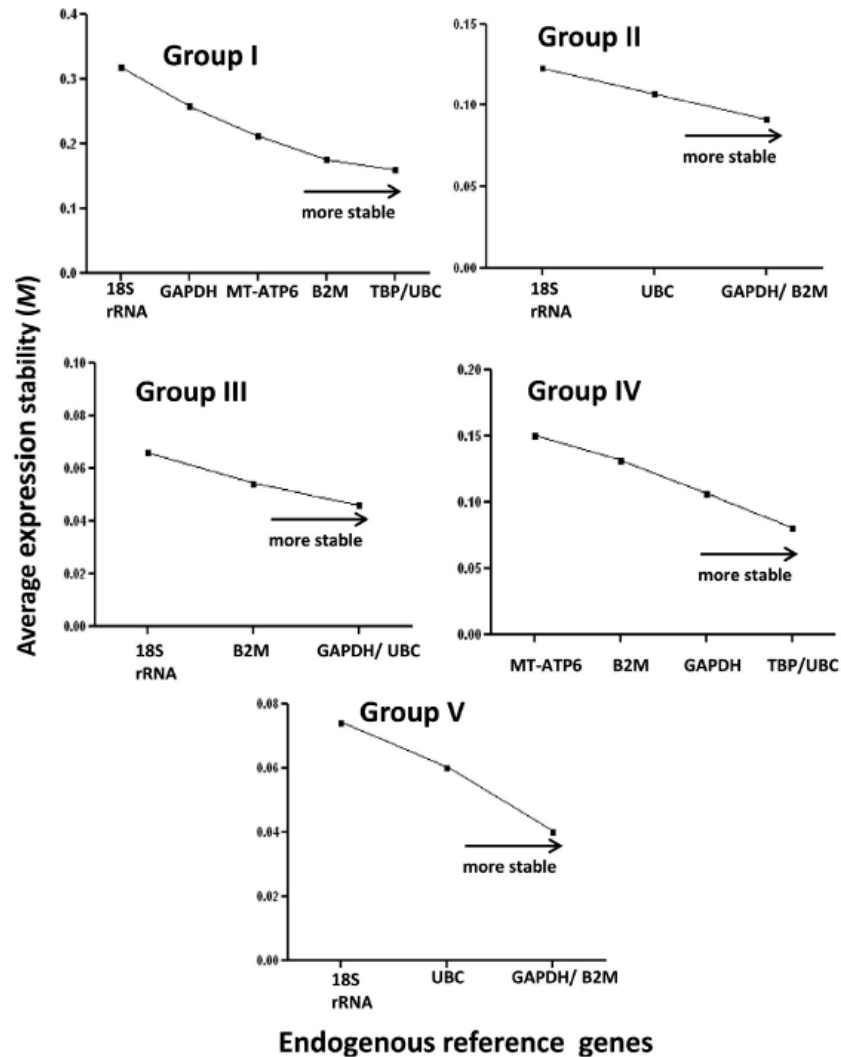 Average expression stability (M)
Group I
0.4
0.3
0.2
0.1
0.0
more stable
18S
rRNA
GAPDH
MT-ATP6
B2M
TBP/UBC
Group II
0.15
0.10
0.05
0.00
more stable
18S
rRNA
UBC
GAPDH/ B2M
Group III
0.10
0.08
0.06
0.04
0.02
0.00
more stable
18S
rRNA
B2M
GAPDH/ UBC
Group IV
0.20
0.15
0.10
0.05
0.00
more stable
MT-ATP6
B2M
GAPDH
TBP/UBC
Group V
0.08
0.06
0.04
0.02
0.00
more stable
18S
rRNA
UBC
GAPDH/ B2M
Endogenous reference genes